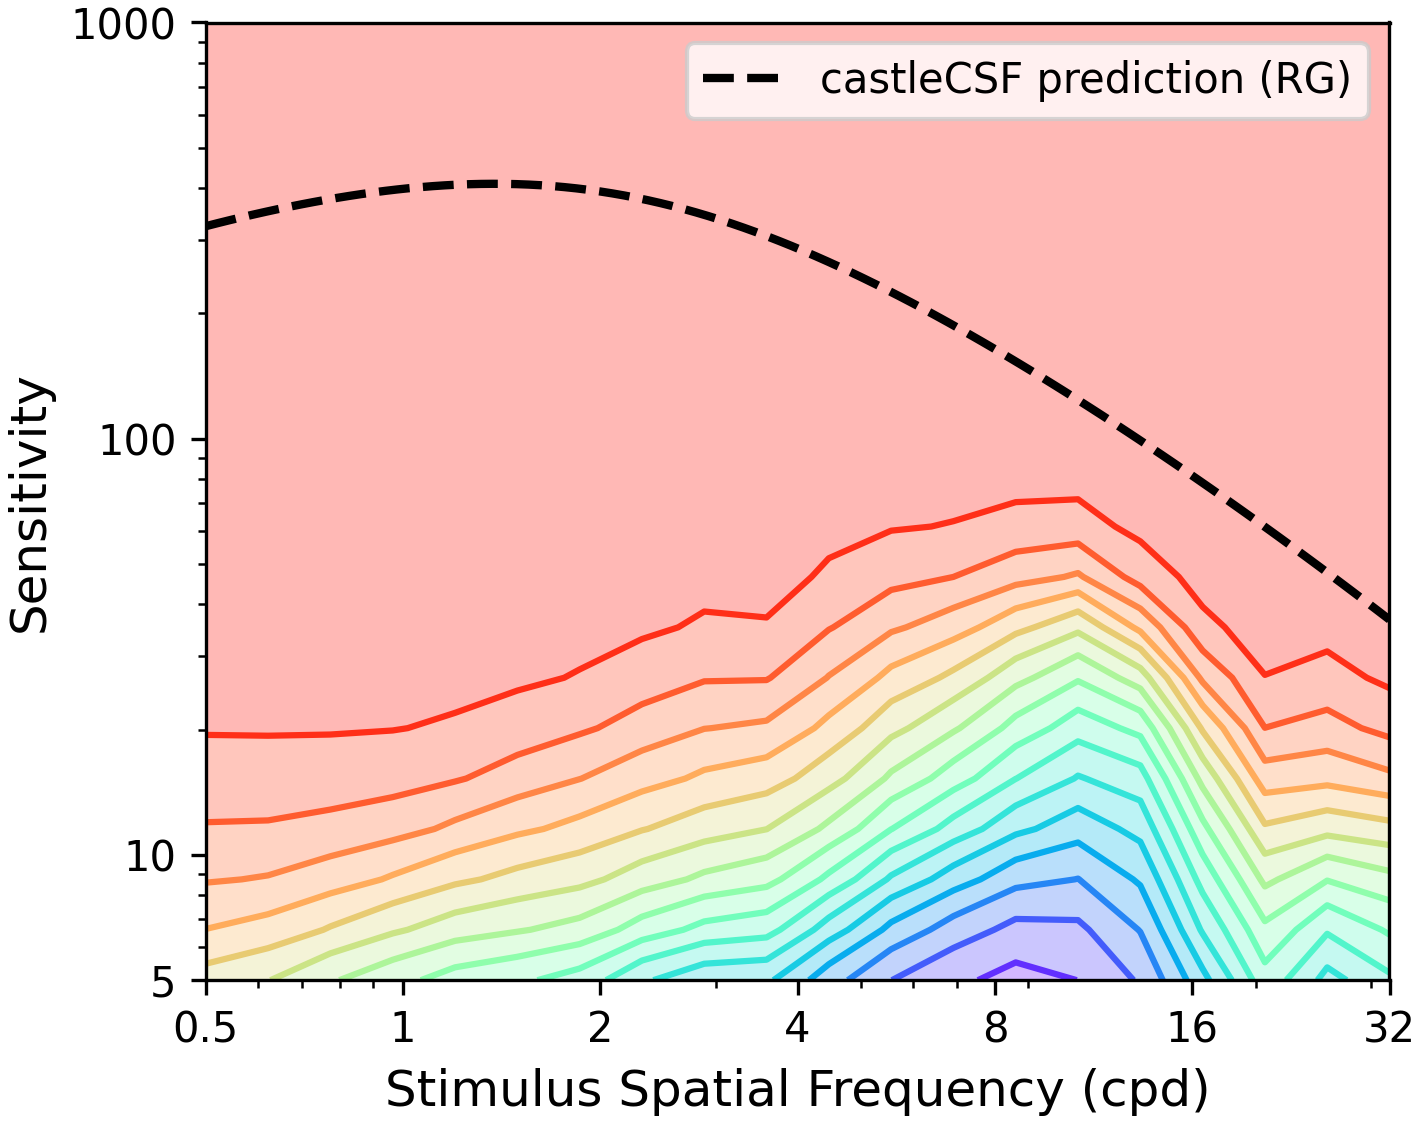 1000
castleCSF prediction (RG)
100
Sensitivity
10
5
0.5 1 2 4 8 16 32
Stimulus Spatial Frequency (cpd)